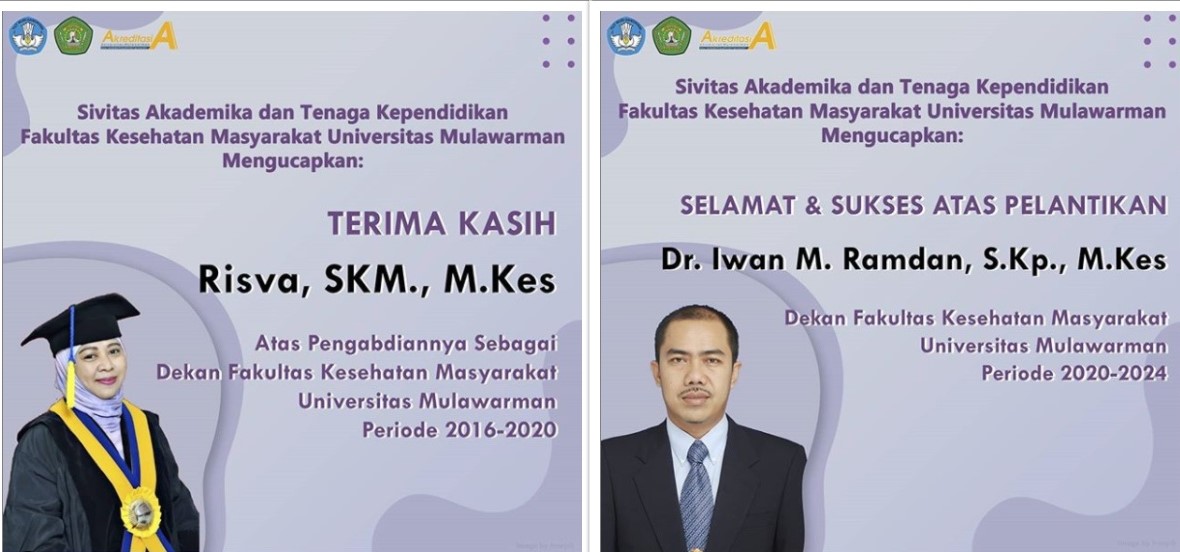 Akreditasi A
Sivitas Akademika dan Tenaga Kependidikan
Fakultas Kesehatan Masyarakat Universitas Mulawarman
Mengucapkan:
TERIMA KASIH
Risva, SKM., M.Kes
Atas Pengabdiannya Sebagai
Dekan Fakultas Kesehatan Masyarakat
Universitas Mulawarman
Periode 2016-2020
Akreditasi A
Sivitas Akademika dan Tenaga Kependidikan
Fakultas Kesehatan Masyarakat Universitas Mulawarman
Mengucapkan:
SELAMAT & SUKSES ATAS PELANTIKAN
Dr. Iwan M. Ramdan, S.Kp., M.Kes
Dekan Fakultas Kesehatan Masyarakat
Universitas Mulawarman
Periode 2020-2024